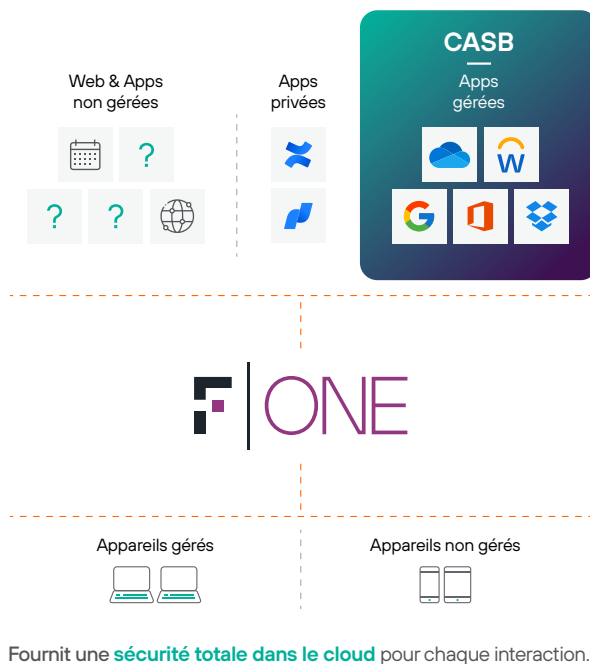 Web & Apps
non gérées
Apps
privées
CASB
Apps
gérées
?
? ?
W
G
F|ONE
Appareils gérés
Appareils non gérés
Fournit une sécurité totale dans le cloud pour chaque interaction.